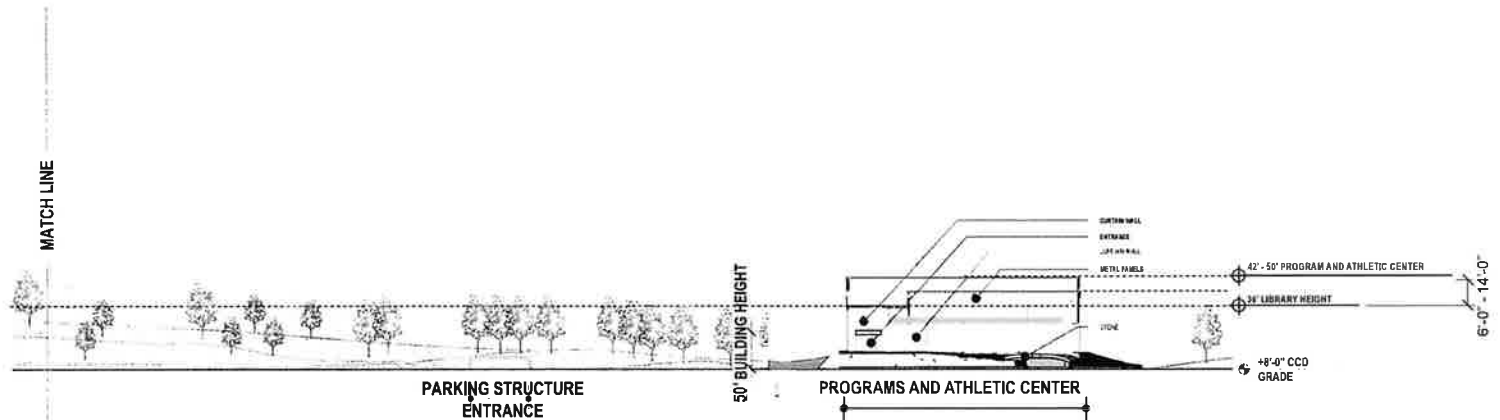 MATCH LINE
CURTAIN WALL
ENTRANCE
METAL PANELS
STONE
42' - 50' PROGRAM AND ATHLETIC CENTER
36' LIBRARY HEIGHT
6'-0" - 14'-0"
+8'-0" CCD
GRADE
50' BUILDING HEIGHT
PARKING STRUCTURE
ENTRANCE
PROGRAMS AND ATHLETIC CENTER